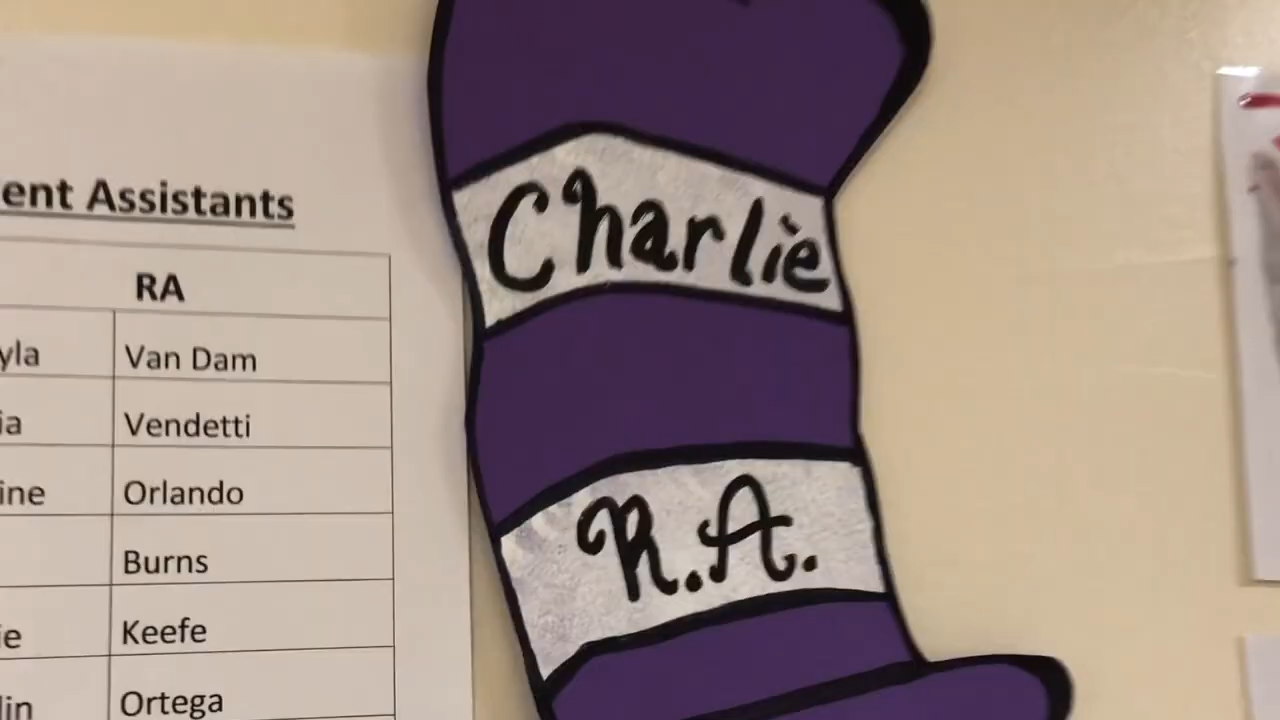 ent Assistants
RA
yla Van Dam
ia Vendetti
ine Orlando
Burns
ie Keefe
lin Ortega
Charlie
R.A.